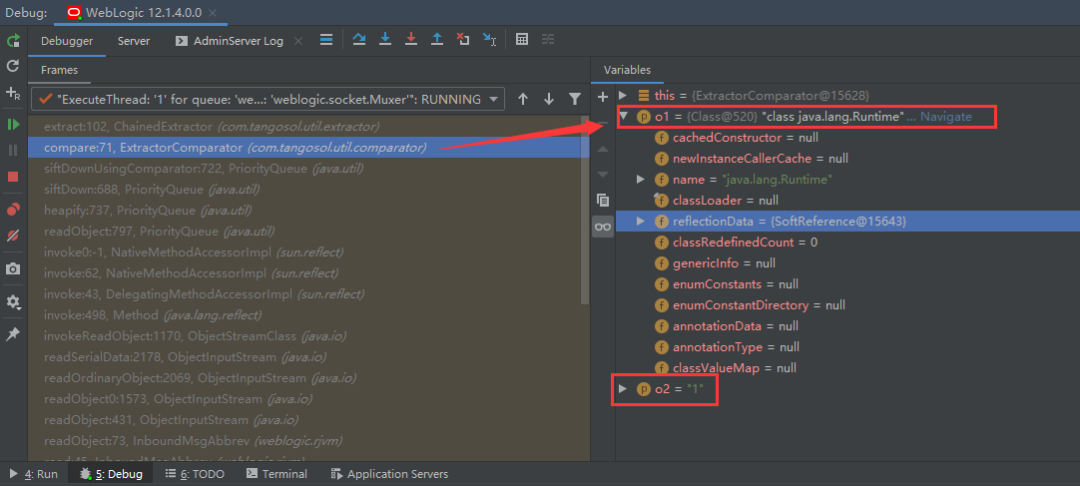 Debug: WebLogic 12.1.4.0.0
Debugger Server AdminServer Log
Frames
"ExecuteThread: '1' for queue: 'we...: 'weblogic.socket.Muxer'": RUNNING
extract:102, ChainedExtractor (com.tangosol.util.extractor)
compare:71, ExtractorComparator (com.tangosol.util.comparator)
siftDownUsingComparator:722, PriorityQueue (java.util)
siftDown:688, PriorityQueue (java.util)
heapify:737, PriorityQueue (java.util)
readObject:797, PriorityQueue (java.util)
invoke0:-1, NativeMethodAccessorImpl (sun.reflect)
invoke:62, NativeMethodAccessorImpl (sun.reflect)
invoke:43, DelegatingMethodAccessorImpl (sun.reflect)
invoke:498, Method (java.lang.reflect)
invokeReadObject:1170, ObjectStreamClass (java.io)
readSerialData:2178, ObjectInputStream (java.io)
readOrdinaryObject:2069, ObjectInputStream (java.io)
readObject0:1573, ObjectInputStream (java.io)
readObject:431, ObjectInputStream (java.io)
readObject:73, InboundMsgAbbrev (weblogic.rjvm)
Variables
this = {ExtractorComparator@15628}
o1 = {Class@520} "class java.lang.Runtime" ... Navigate
cachedConstructor = null
newInstanceCallerCache = null
name = "java.lang.Runtime"
classLoader = null
reflectionData = {SoftReference@15643}
classRedefinedCount = 0
genericInfo = null
enumConstants = null
enumConstantDirectory = null
annotationData = null
annotationType = null
classValueMap = null
o2 = "1"
4: Run 5: Debug 6: TODO Terminal Application Servers